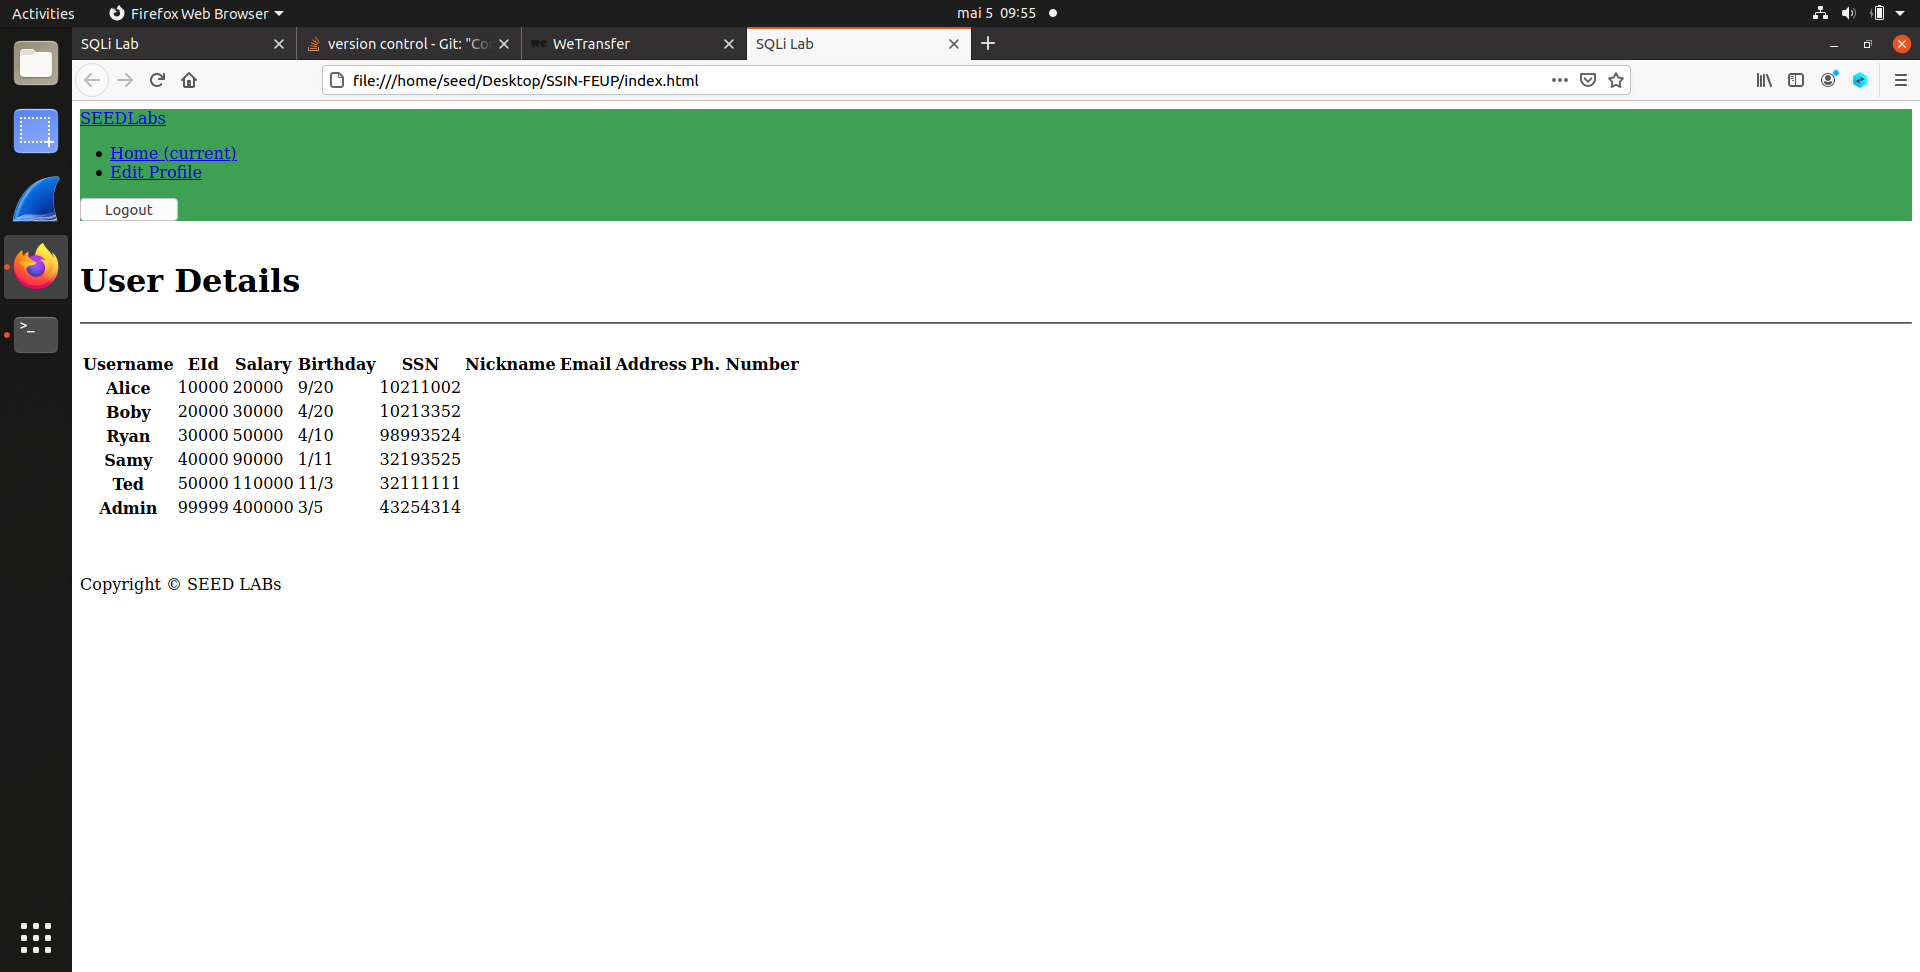 Activities Firefox Web Browser mai 5 09:55
SQLi Lab version control - Git: "Co WeTransfer SQLi Lab
file:///home/seed/Desktop/SSIN-FEUP/index.html
SEEDLabs
Home (current)
Edit Profile
Logout
User Details
Username EId Salary Birthday SSN Nickname Email Address Ph. Number
Alice 10000 20000 9/20 10211002
Boby 20000 30000 4/20 10213352
Ryan 30000 50000 4/10 98993524
Samy 40000 90000 1/11 32193525
Ted 50000 110000 11/3 32111111
Admin 99999 400000 3/5 43254314
Copyright © SEED LABs